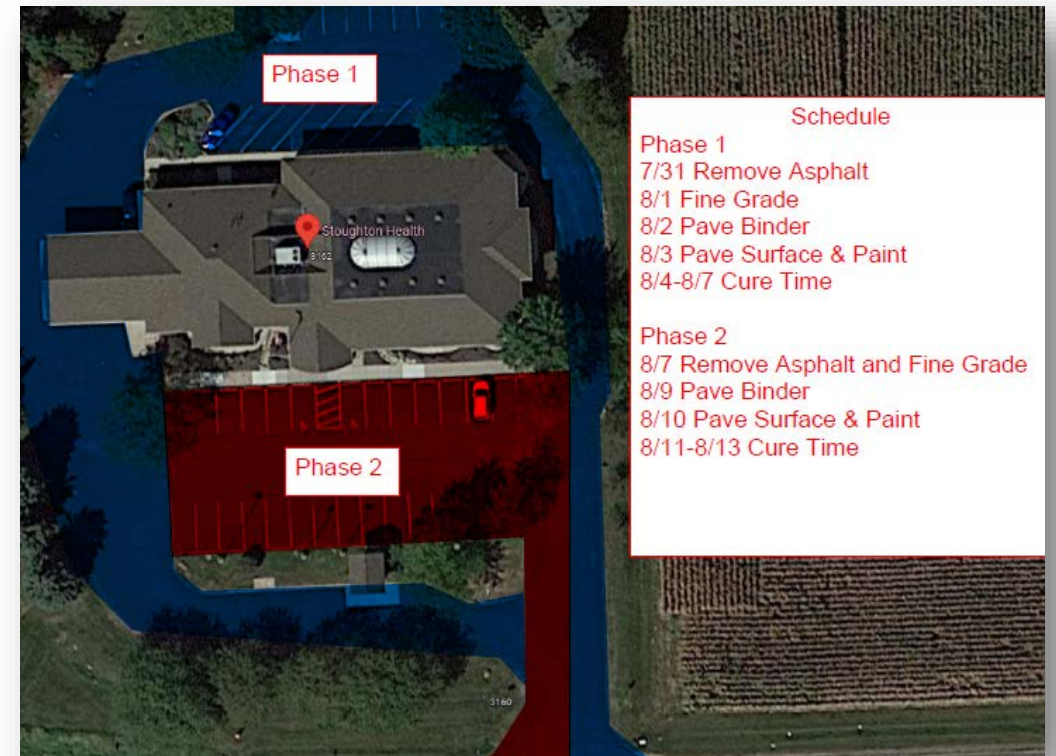 Phase 1
Stoughton Health
3162
Phase 2
3160
Schedule
Phase 1
7/31 Remove Asphalt
8/1 Fine Grade
8/2 Pave Binder
8/3 Pave Surface & Paint
8/4-8/7 Cure Time
Phase 2
8/7 Remove Asphalt and Fine Grade
8/9 Pave Binder
8/10 Pave Surface & Paint
8/11-8/13 Cure Time